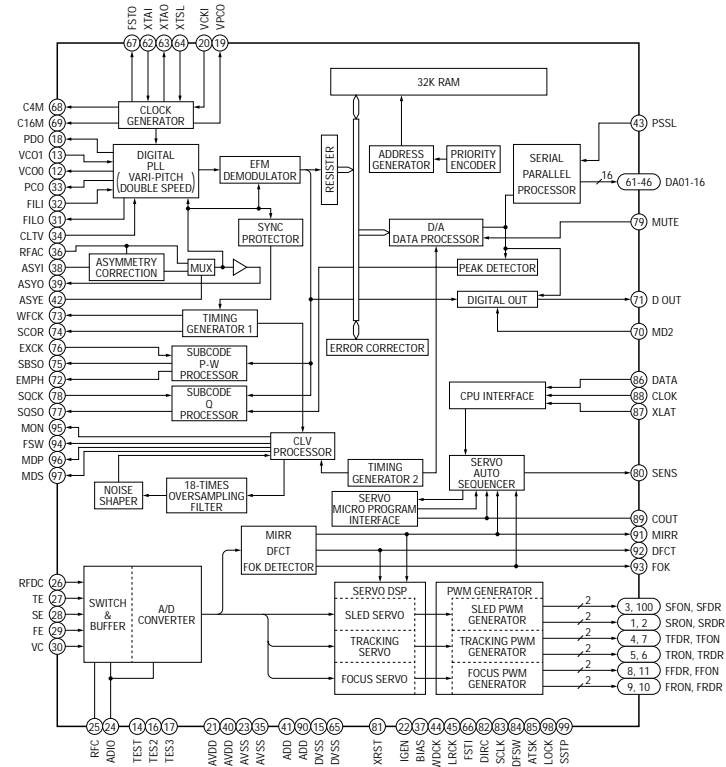 FSTO
XTAI
XTAO
XTSL
VCKI
VPCO
67 62 63 64 20 19
C4M 68
C16M 69
PDO 18
VCO1 13
VCO0 12
PCO 33
FILI 32
FILO 31
CLTV 34
RFAC 36
ASYI 38
ASYO 39
ASYE 42
WFCK 73
SCOR 74
EXCK 76
SBSO 75
EMPH 72
SQCK 78
SQSO 77
MON 95
FSW 94
MDP 96
MDS 97
CLOCK
GENERATOR
DIGITAL
PLL
(VARI-PITCH
DOUBLE SPEED)
ASYMMETRY
CORRECTION
MUX
EFM
DEMODULATOR
SYNC
PROTECTOR
TIMING
GENERATOR 1
SUBCODE
P-W
PROCESSOR
SUBCODE
Q
PROCESSOR
CLV
PROCESSOR
18-TIMES
OVERSAMPLING
FILTER
NOISE
SHAPER
RESISTER
32K RAM
ADDRESS
GENERATOR
PRIORITY
ENCODER
SERIAL
PARALLEL
PROCESSOR
D/A
DATA PROCESSOR
PEAK DETECTOR
DIGITAL OUT
ERROR CORRECTOR
CPU INTERFACE
TIMING
GENERATOR 2
SERVO
AUTO
SEQUENCER
SERVO
MICRO PROGRAM
INTERFACE
43 PSSL
16
61-46 DA01-16
79 MUTE
71 D OUT
70 MD2
86 DATA
88 CLOK
87 XLAT
80 SENS
89 COUT
91 MIRR
92 DFCT
93 FOK
MIRR
DFCT
FOK DETECTOR
RFDC 26
TE 27
SE 28
FE 29
VC 30
SWITCH
&
BUFFER
A/D
CONVERTER
SERVO DSP
SLED SERVO
TRACKING
SERVO
FOCUS SERVO
PWM GENERATOR
SLED PWM
GENERATOR
TRACKING PWM
GENERATOR
FOCUS PWM
GENERATOR
2
3, 100 SFON, SFDR
1, 2 SRON, SRDR
2
4, 7 TFDR, TFON
5, 6 TRON, TRDR
2
8, 11 FFDR, FFON
2
9, 10 FRON, FRDR
25 24 14 16 17 21 40 23 35 41 90 15 65 81 22 37 44 45 66 82 83 84 85 98 99
RFC
ADIO
TEST
TES2
TES3
AVDD
AVDD
AVSS
AVSS
ADD
ADD
DVSS
DVSS
XRST
IGEN
BIAS
WDCK
LRCK
FSTI
DIRC
SCLK
DFSW
ATSK
LOCK
SSTP